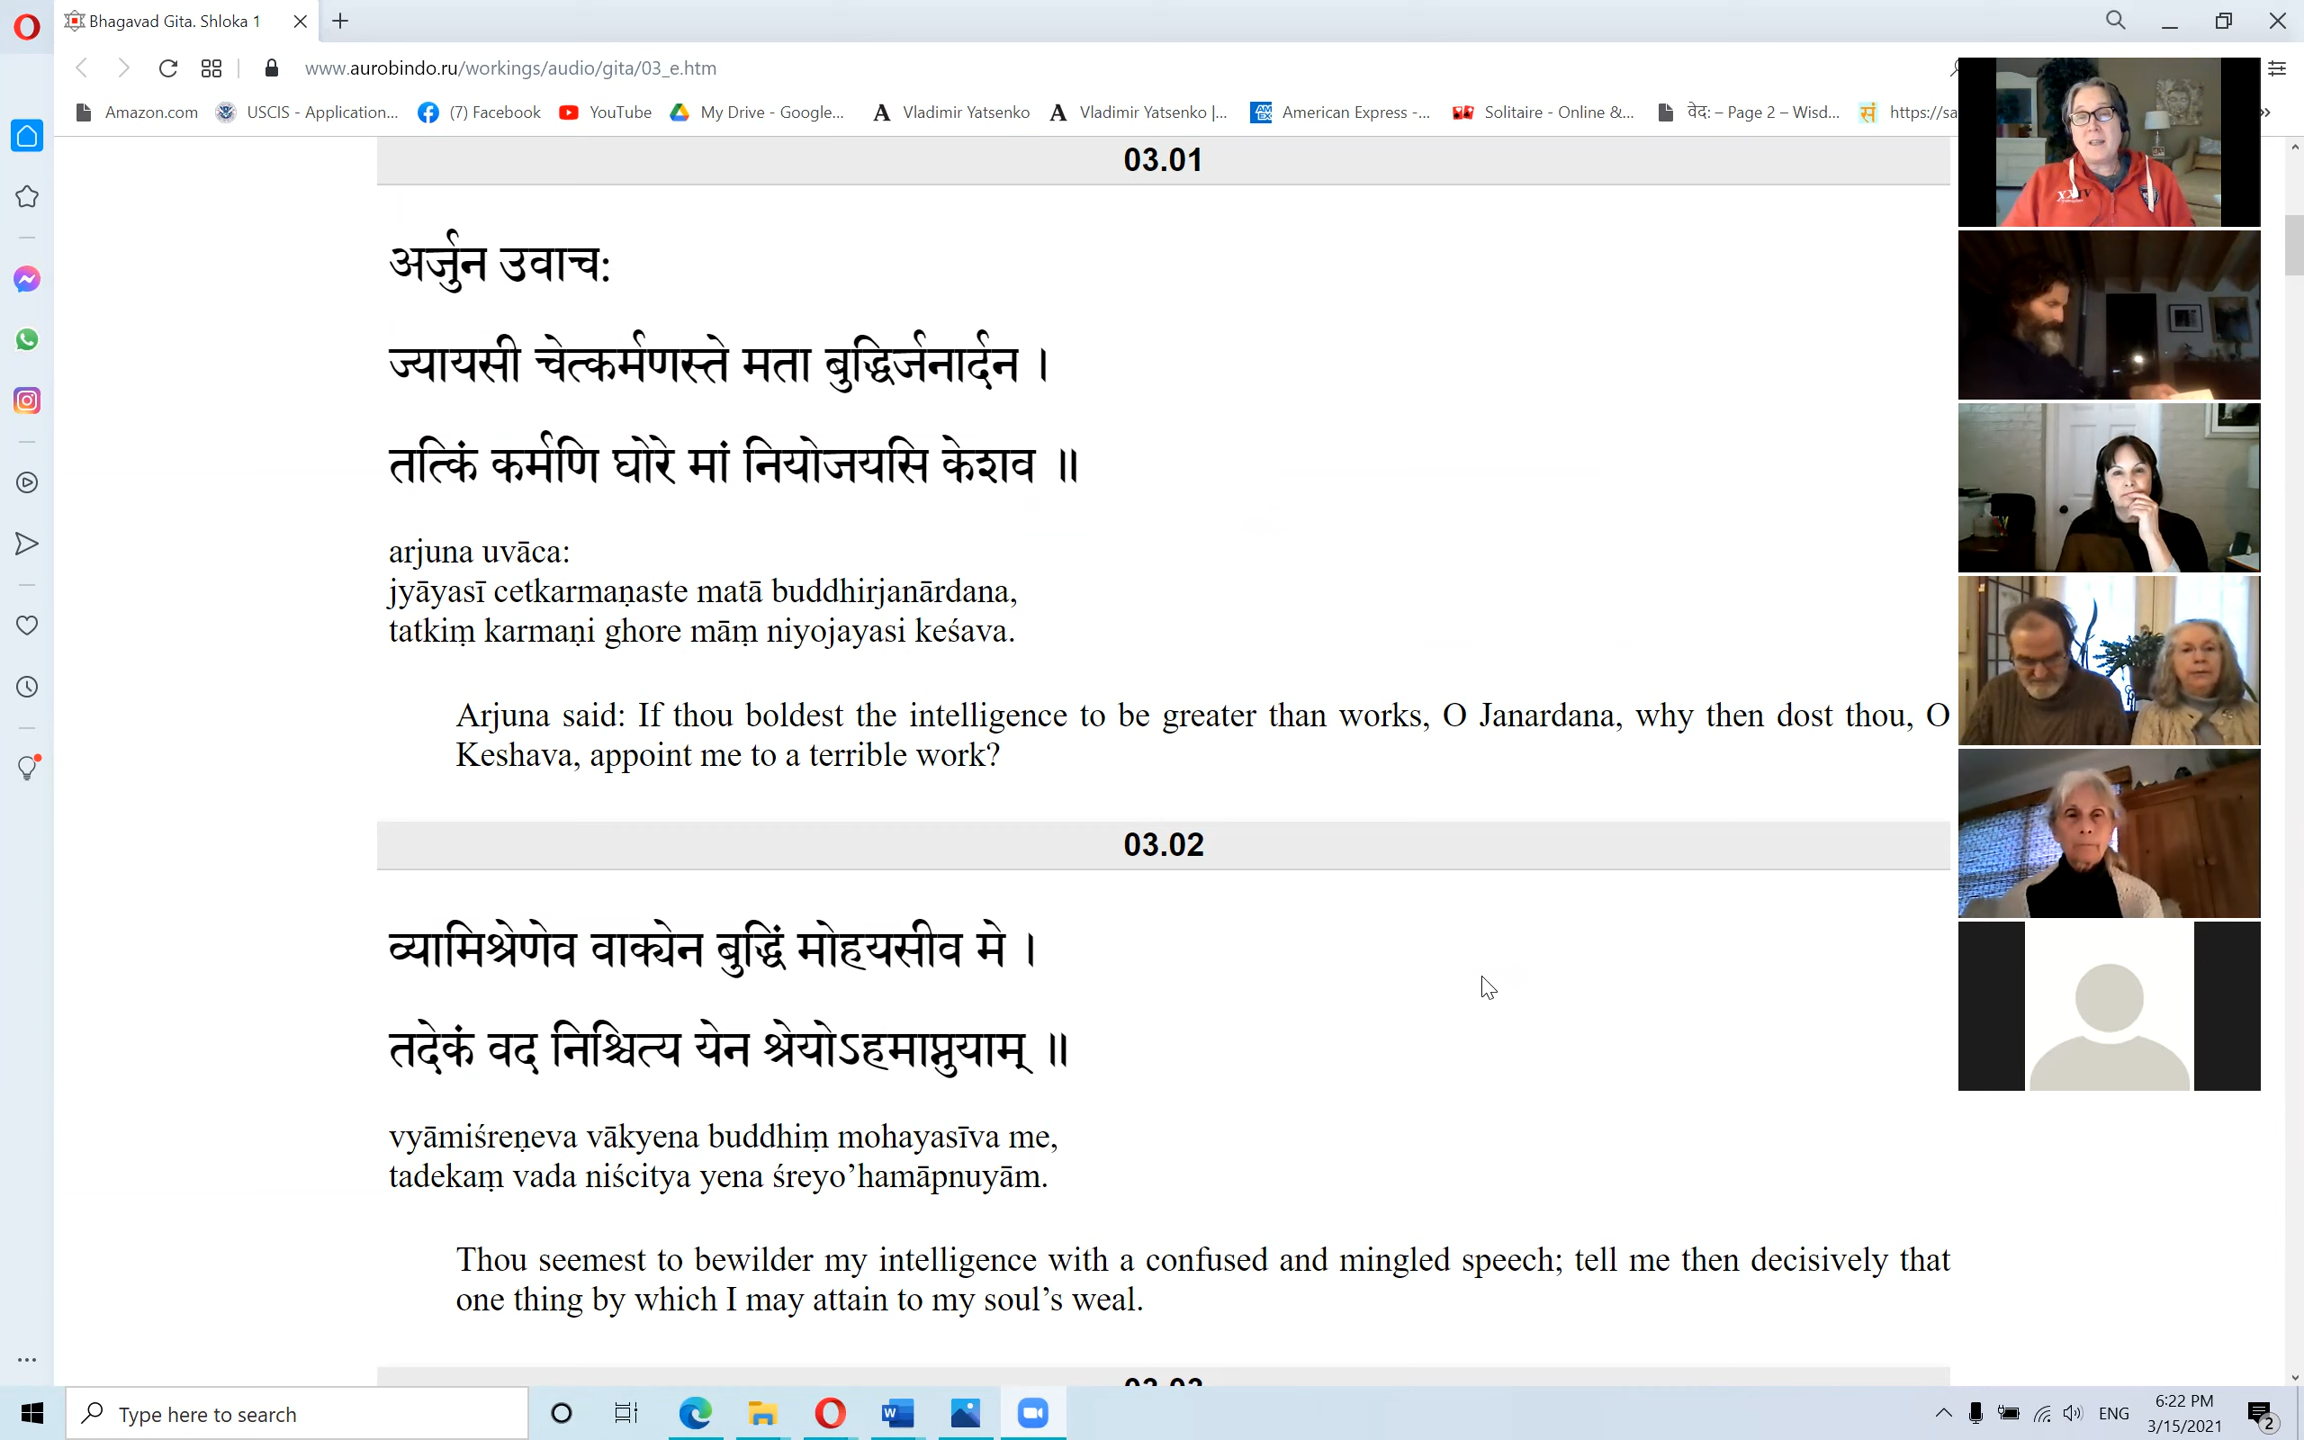 Bhagavad Gita. Shloka 1
www.aurobindo.ru/workings/audio/gita/03_e.htm
Amazon.com USCIS - Application... (7) Facebook YouTube My Drive - Google... Vladimir Yatsenko Vladimir Yatsenko |... American Express -... Solitaire - Online &... वेद: – Page 2 – Wisd... https://sa
03.01
अर्जुन उवाच:
ज्यायसी चेत्कर्मणस्ते मता बुद्धिर्जनार्दन ।
तत्किं कर्मणि घोरे मां नियोजयसि केशव ॥
arjuna uvāca:
jyāyasī cetkarmaṇaste matā buddhirjanārdana,
tatkiṃ karmaṇi ghore māṃ niyojayasi keśava.
Arjuna said: If thou boldest the intelligence to be greater than works, O Janardana, why then dost thou, O
Keshava, appoint me to a terrible work?
03.02
व्यामिश्रेणेव वाक्येन बुद्धिं मोहयसीव मे ।
तदेकं वद निश्चित्य येन श्रेयोऽहमाप्नुयाम् ॥
vyāmiśreṇeva vākyena buddhiṃ mohayasīva me,
tadekaṃ vada niścitya yena śreyo’hamāpnuyām.
Thou seemest to bewilder my intelligence with a confused and mingled speech; tell me then decisively that
one thing by which I may attain to my soul’s weal.
Type here to search
ENG
6:22 PM
3/15/2021
2